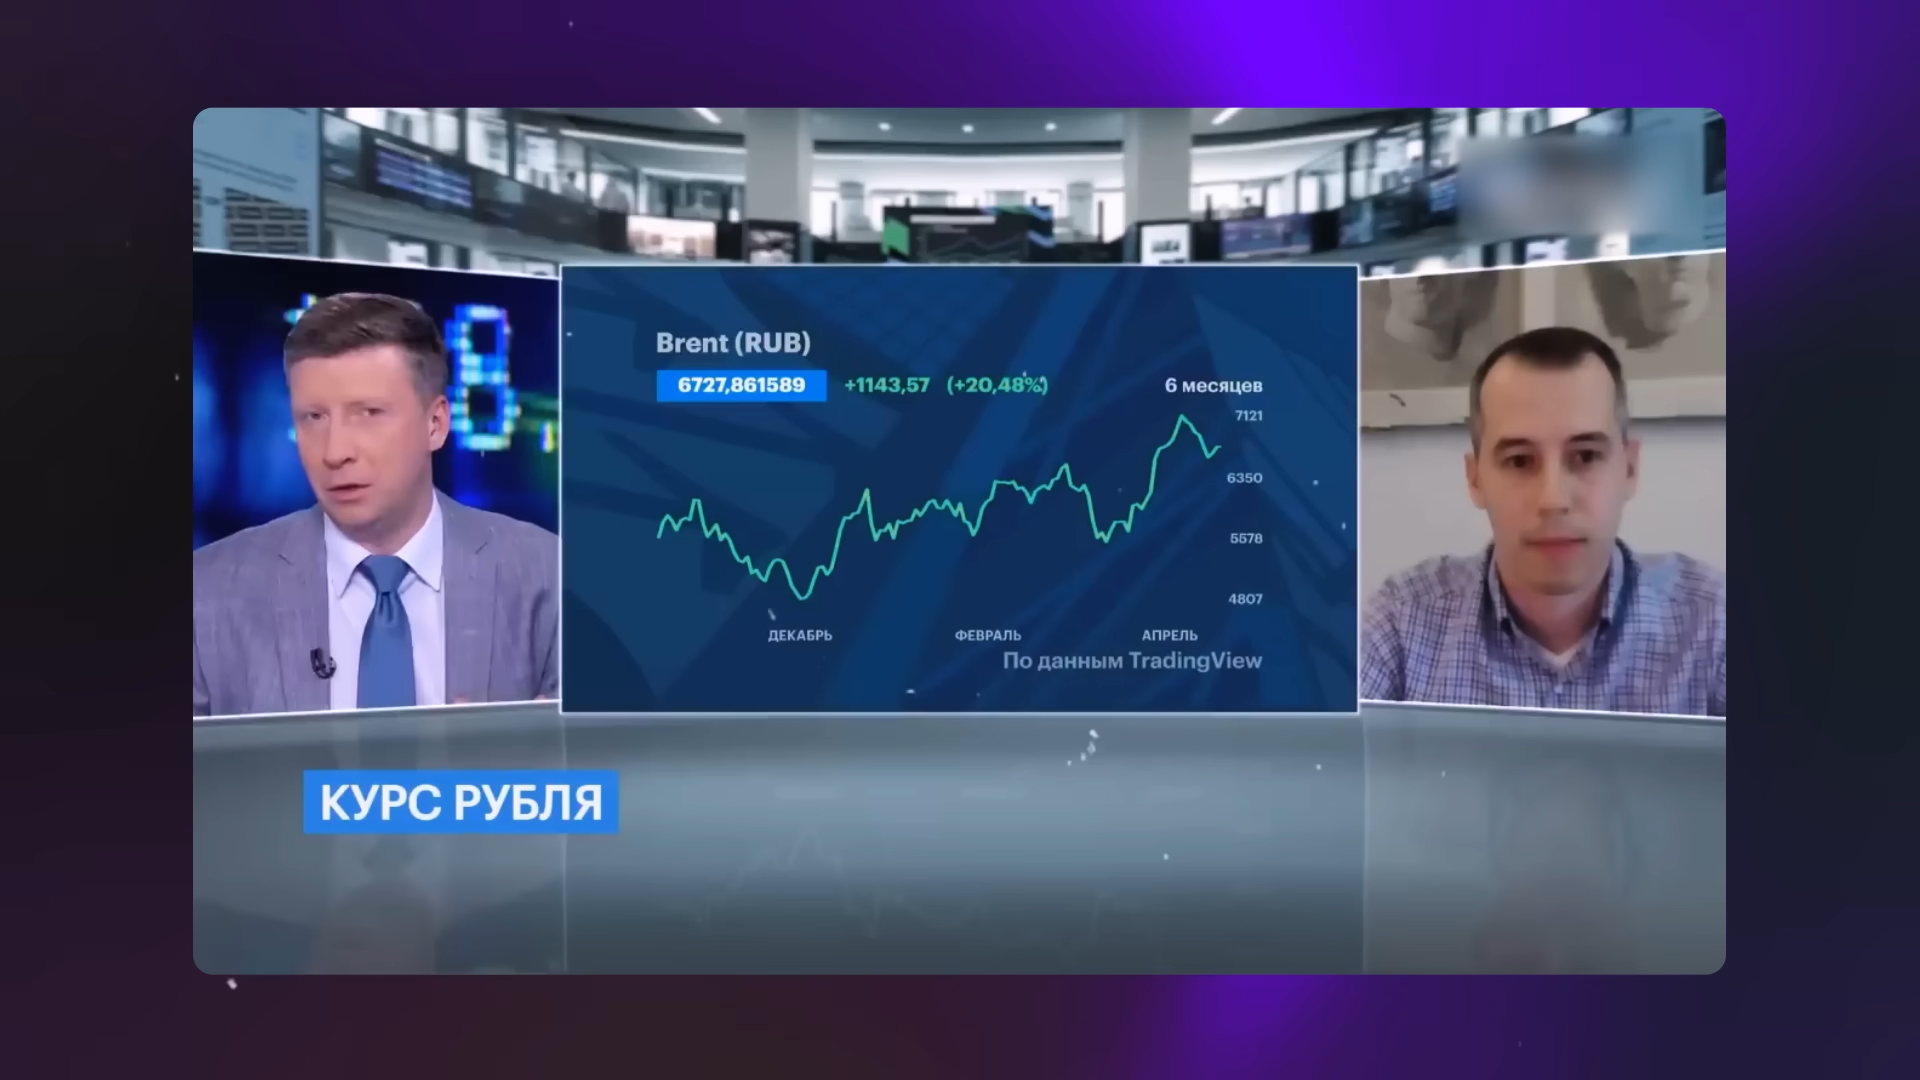 Brent (RUB)
6727,861589 +1143,57 (+20,48%) 6 месяцев
7121
6350
5578
4807
ДЕКАБРЬ ФЕВРАЛЬ АПРЕЛЬ
По данным TradingView
КУРС РУБЛЯ